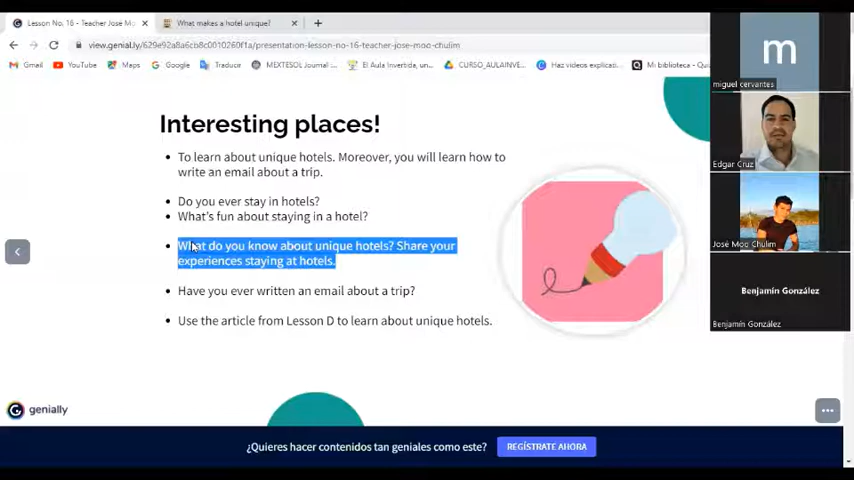 Lesson No. 16 - Teacher José Mo
What makes a hotel unique?
view.genial.ly/629e92a8a6cb8c0010260f1a/presentation-lesson-no-16-teacher-jose-moo-chulim
Gmail
YouTube
Maps
Google
Traducor
MEXTESOL Journal :...
El Aula Invertida, un...
CURSO_AULAINVE...
Haz videos explicati...
Mi biblioteca - Qui
Interesting places!
• To learn about unique hotels. Moreover, you will learn how to
write an email about a trip.
• Do you ever stay in hotels?
• What's fun about staying in a hotel?
• What do you know about unique hotels? Share your
experiences staying at hotels.
• Have you ever written an email about a trip?
• Use the article from Lesson D to learn about unique hotels.
genially
¿Quieres hacer contenidos tan geniales como este?
REGÍSTRATE AHORA
m
miguel cervantes
Edgar Cruz
José Moo Chulim
Benjamín González
Benjamín González